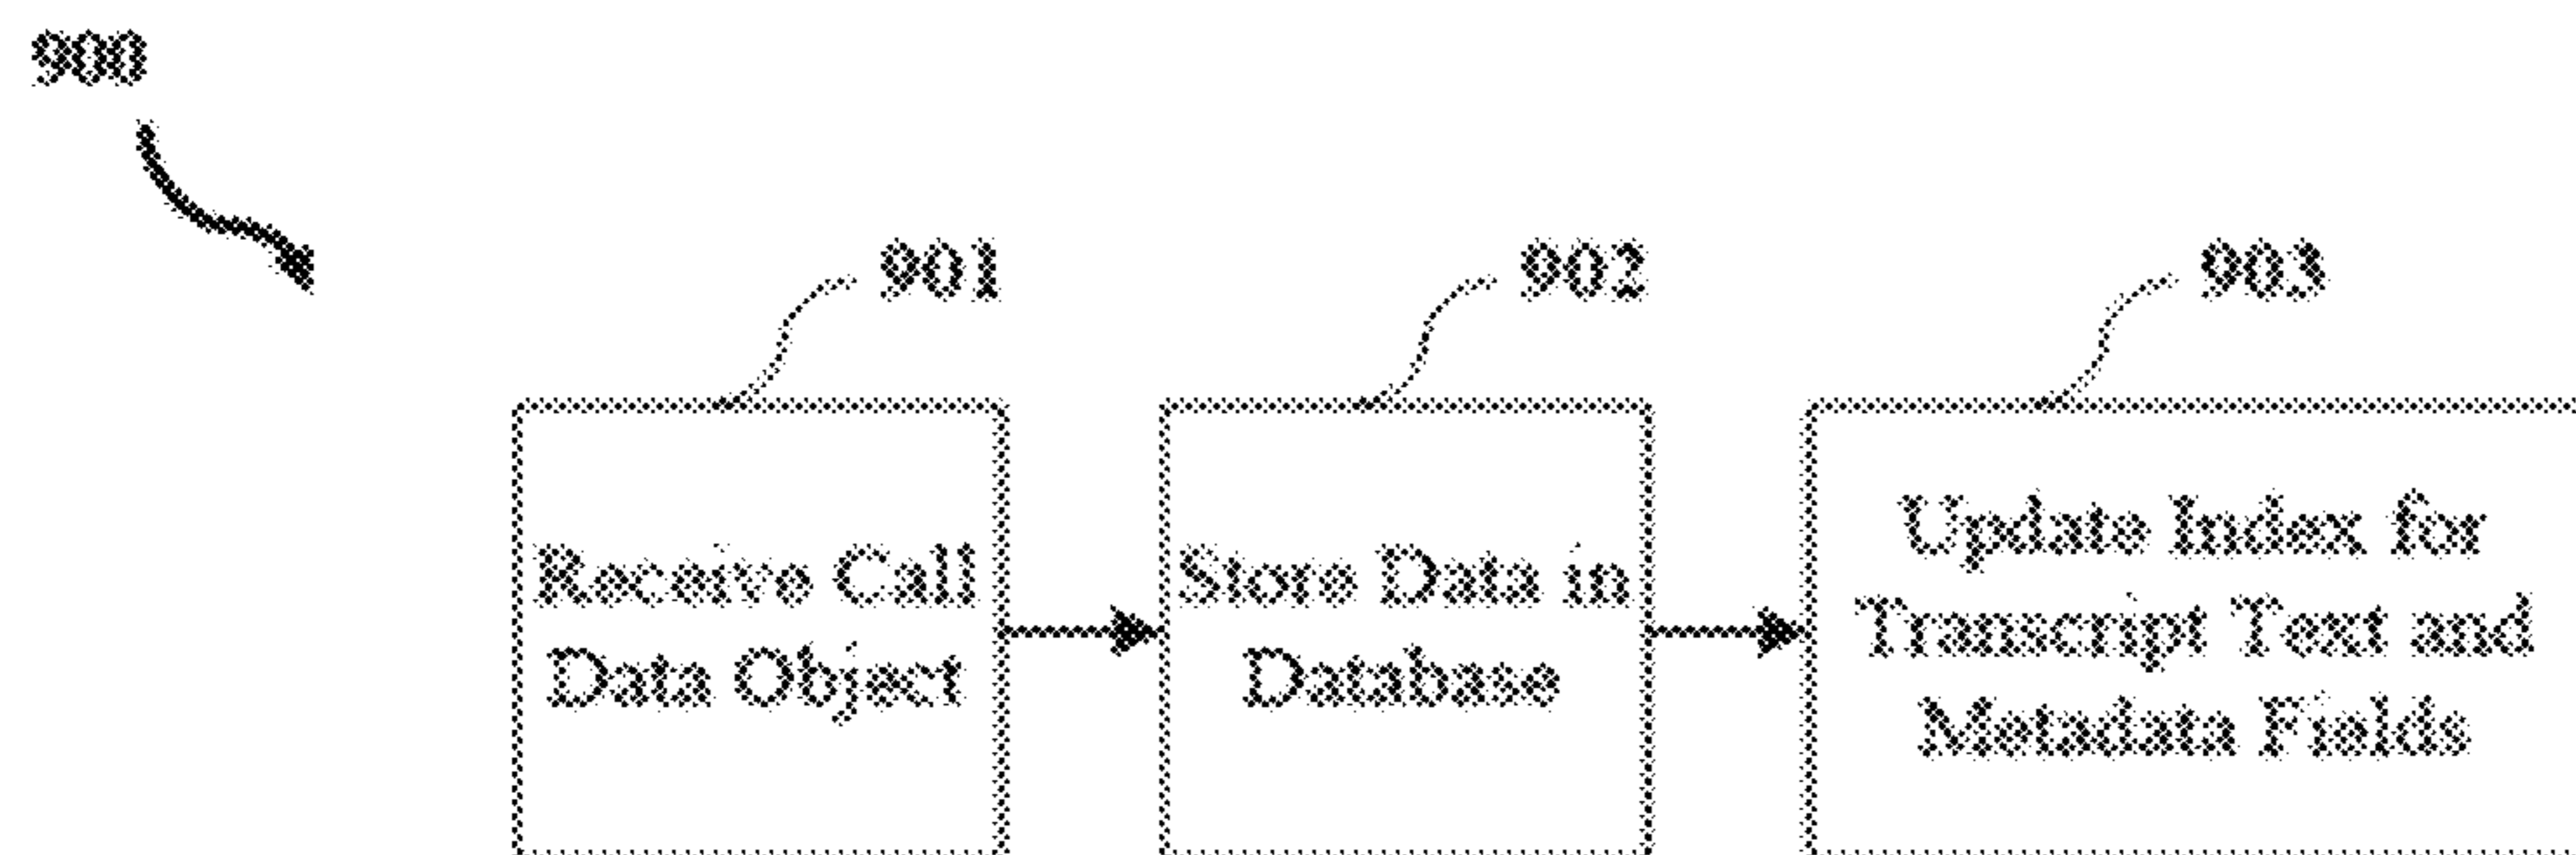 900
901
902
903
Receive Call
Data Object
Store Data in
Database
Update Index for
Transcript Text and
Metadata Fields